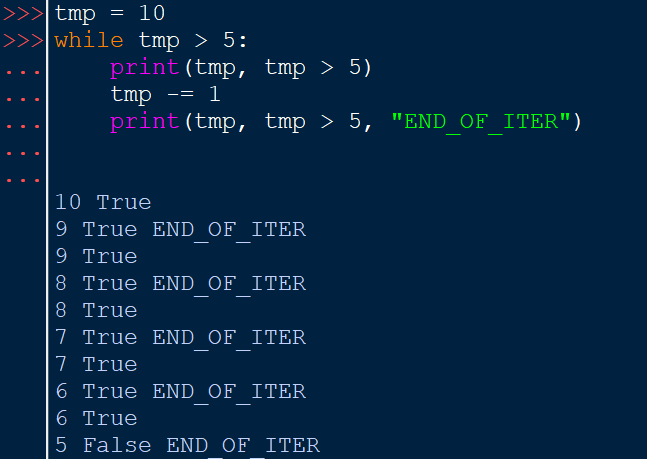 >>> tmp = 10
>>> while tmp > 5:
...     print(tmp, tmp > 5)
...     tmp -= 1
...     print(tmp, tmp > 5, "END_OF_ITER")
...
...
10 True
9 True END_OF_ITER
9 True
8 True END_OF_ITER
8 True
7 True END_OF_ITER
7 True
6 True END_OF_ITER
6 True
5 False END_OF_ITER